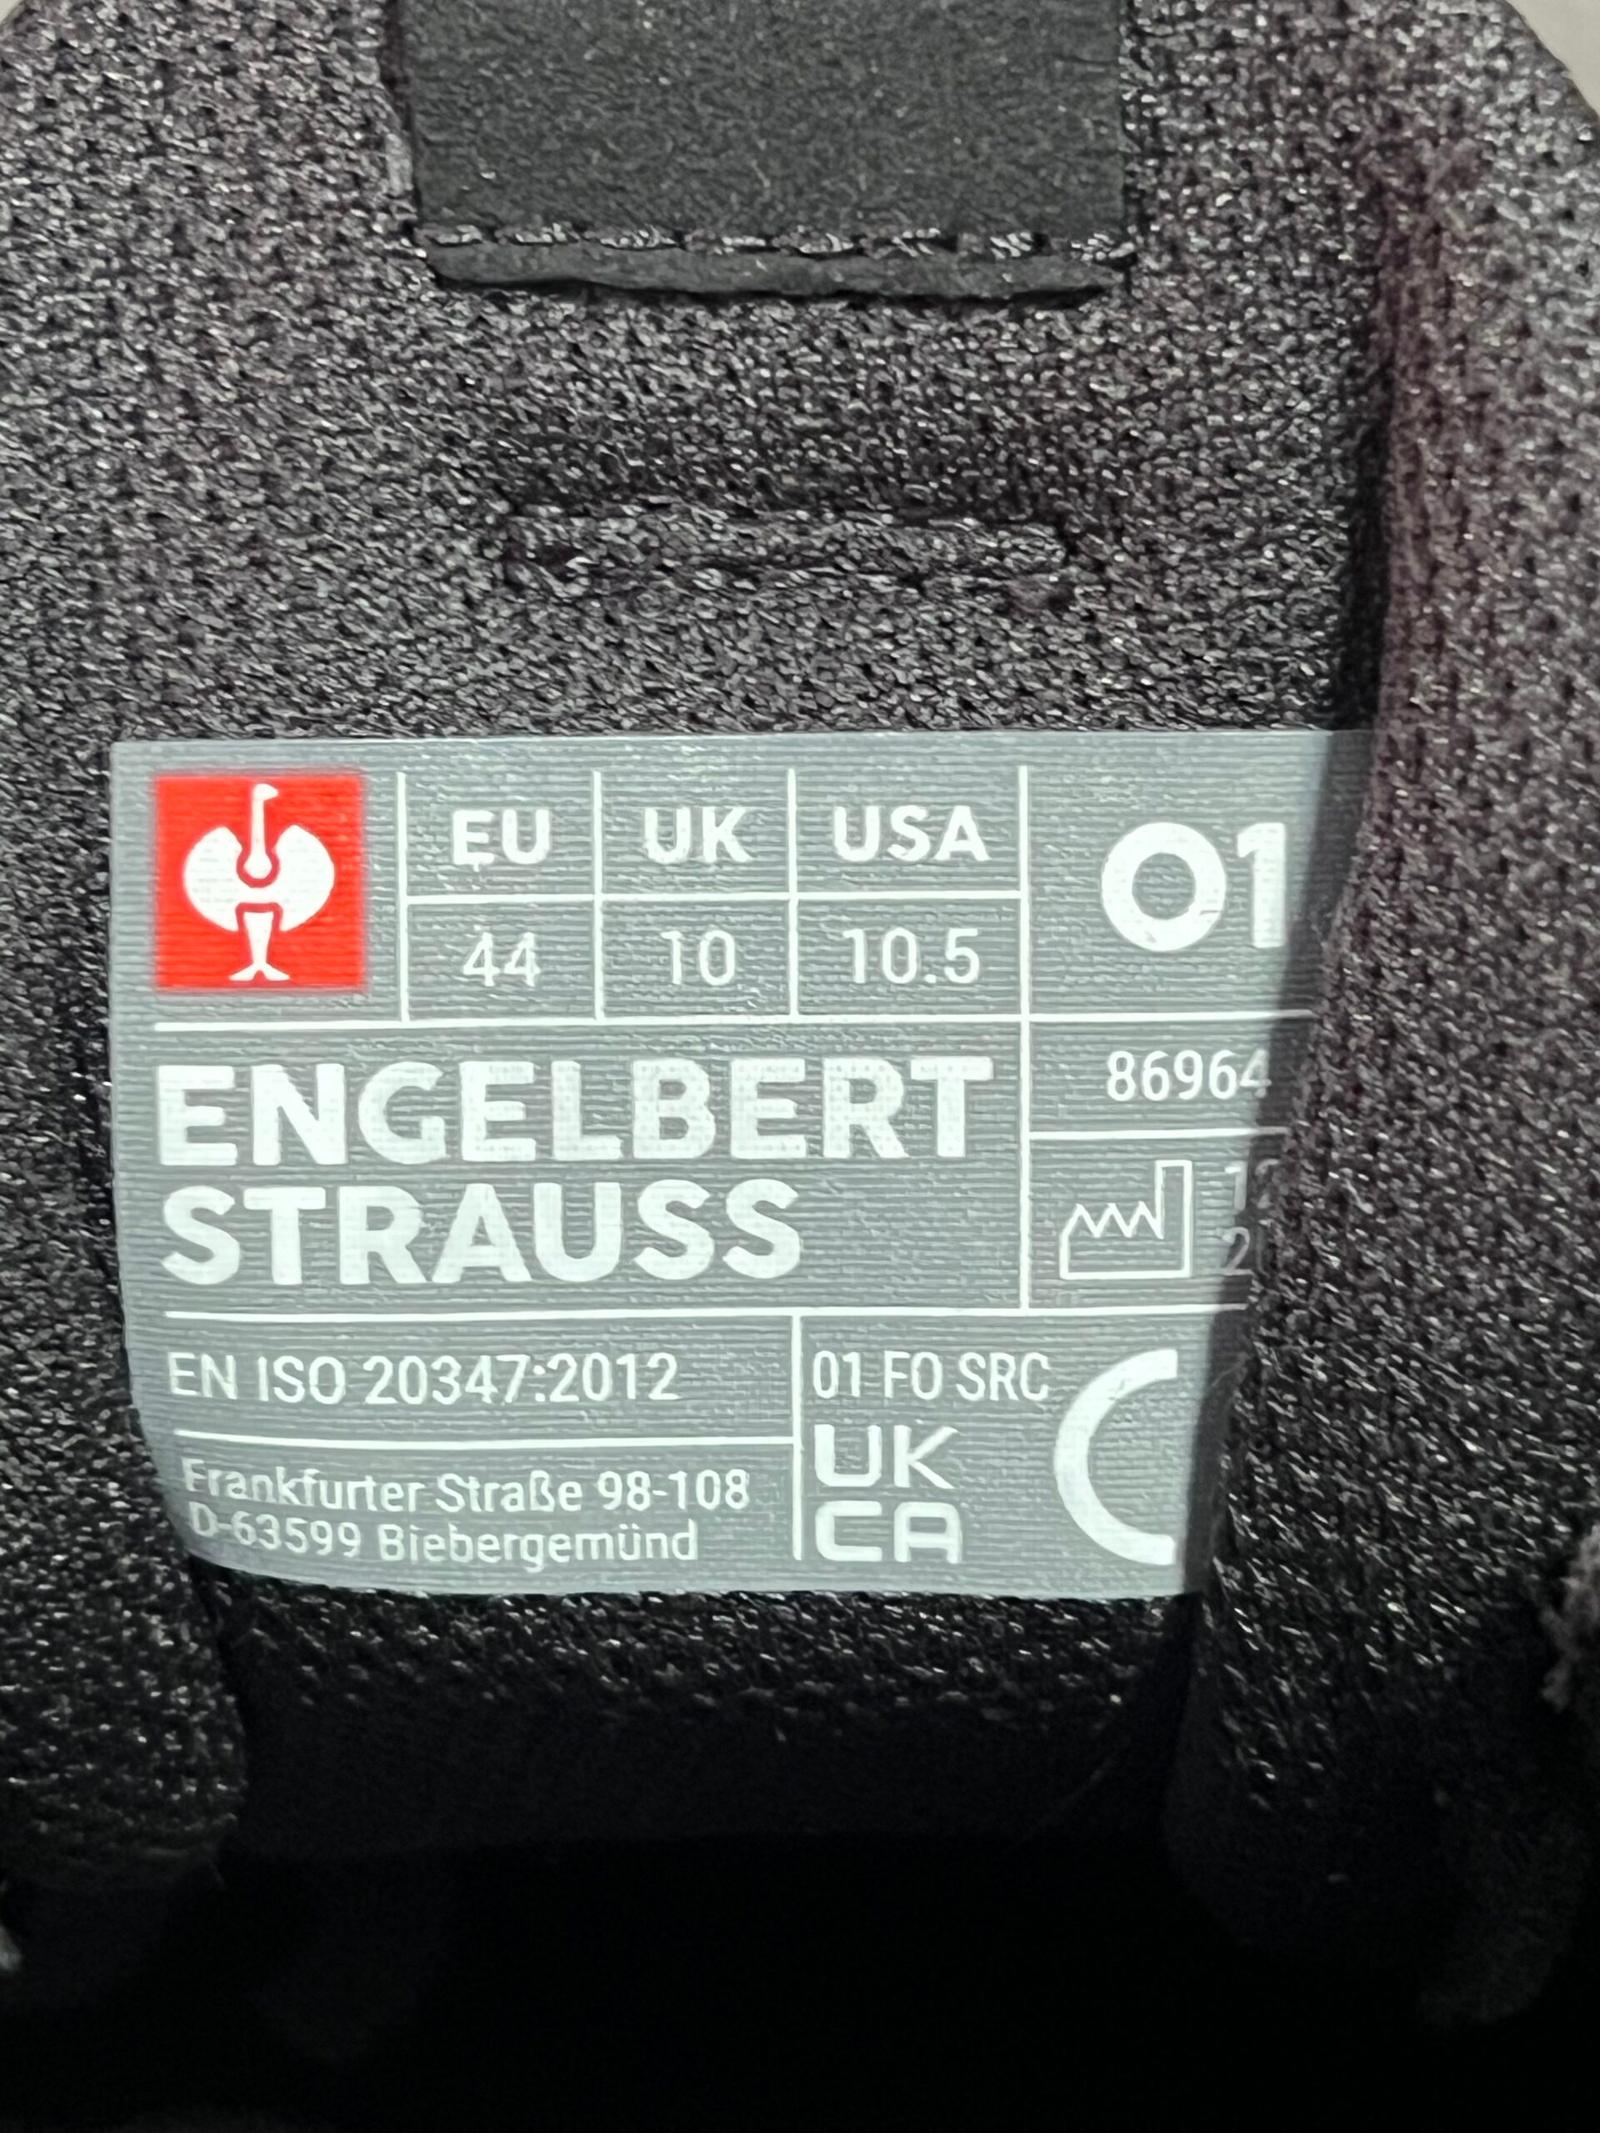 EU UK USA O1
44 10 10.5
ENGELBERT
STRAUSS
86964
EN ISO 20347:2012
01 FO SRC
UK
CA
Frankfurter Straße 98-108
D-63599 Biebergemünd